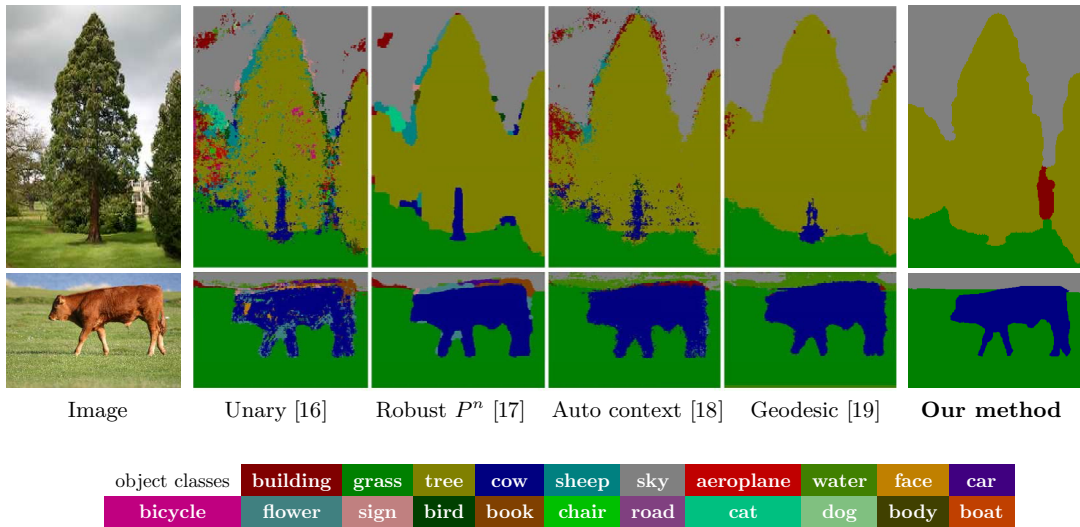 Image Unary [16] Robust Pⁿ [17] Auto context [18] Geodesic [19] Our method
object classes building grass tree cow sheep sky aeroplane water face car
bicycle flower sign bird book chair road cat dog body boat